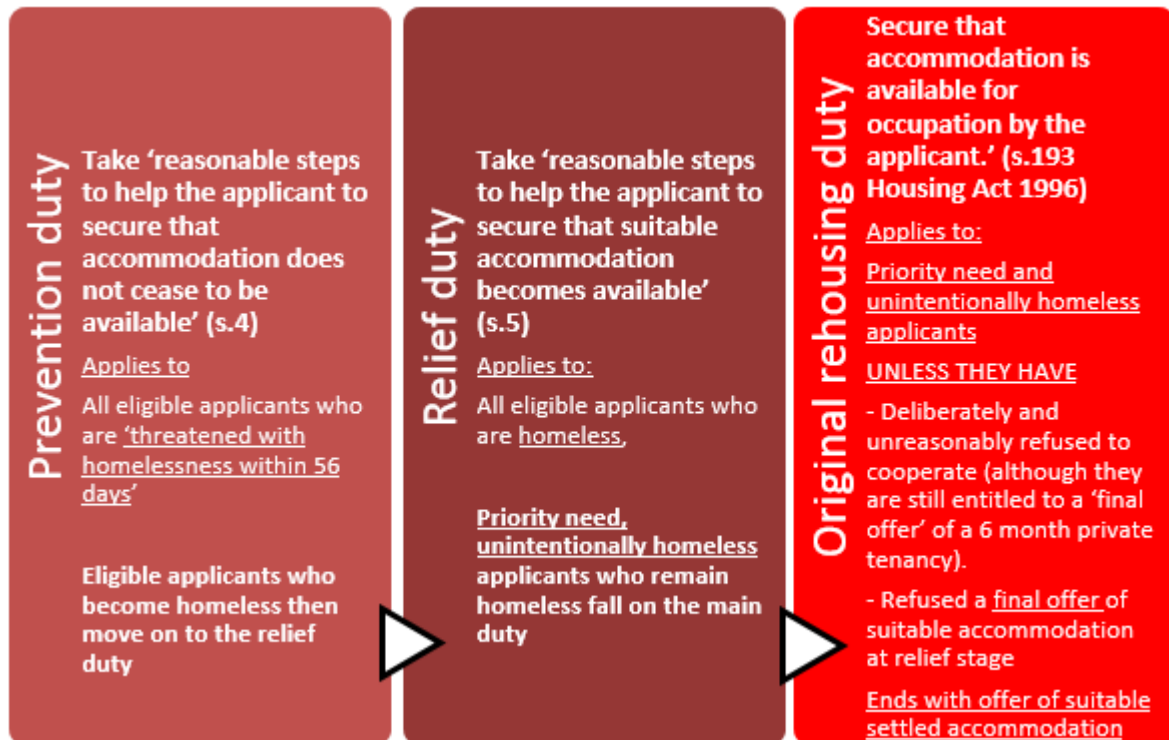 Prevention duty
Take ‘reasonable steps
to help the applicant to
secure that
accommodation does
not cease to be
available’ (s.4)
Applies to
All eligible applicants who
are ‘threatened with
homelessness within 56
days’
Eligible applicants who
become homeless then
move on to the relief
duty
Relief duty
Take ‘reasonable steps
to help the applicant to
secure that suitable
accommodation
becomes available’
(s.5)
Applies to:
All eligible applicants who
are homeless,
Priority need,
unintentionally homeless
applicants who remain
homeless fall on the main
duty
Original rehousing duty
Secure that
accommodation is
available for
occupation by the
applicant.’ (s.193
Housing Act 1996)
Applies to:
Priority need and
unintentionally homeless
applicants
UNLESS THEY HAVE
- Deliberately and
unreasonably refused to
cooperate (although they
are still entitled to a ‘final
offer’ of a 6 month private
tenancy).
- Refused a final offer of
suitable accommodation
at relief stage
Ends with offer of suitable
settled accommodation